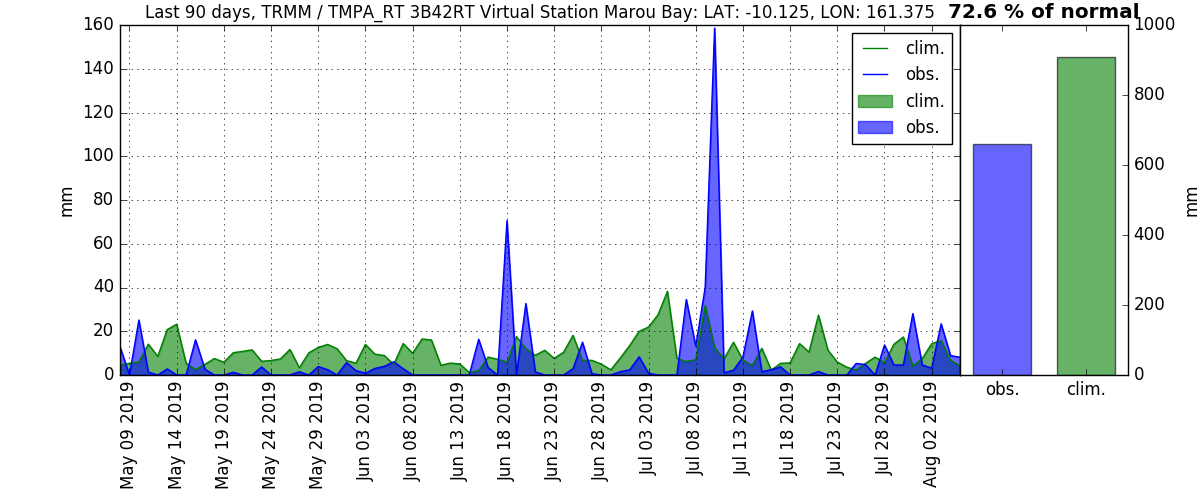 Last 90 days, TRMM / TMPA_RT 3B42RT Virtual Station Marou Bay: LAT: -10.125, LON: 161.375 72.6 % of normal
160
140
120
100
80
60
40
20
0
mm
clim.
obs.
clim.
obs.
May 09 2019
May 14 2019
May 19 2019
May 24 2019
May 29 2019
Jun 03 2019
Jun 08 2019
Jun 13 2019
Jun 18 2019
Jun 23 2019
Jun 28 2019
Jul 03 2019
Jul 08 2019
Jul 13 2019
Jul 18 2019
Jul 23 2019
Jul 28 2019
Aug 02 2019
1000
800
600
400
200
0
mm
obs.
clim.